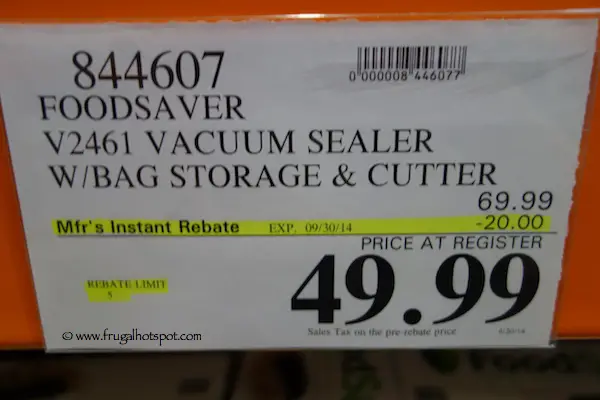 844607
0 000008 446077
FOODSAVER
V2461 VACUUM SEALER
W/BAG STORAGE & CUTTER
69.99
Mfr's Instant Rebate EXP. 09/30/14 -20.00
PRICE AT REGISTER
REBATE LIMIT
5
49.99
Sales Tax on the pre-rebate price
© www.frugalhotspot.com